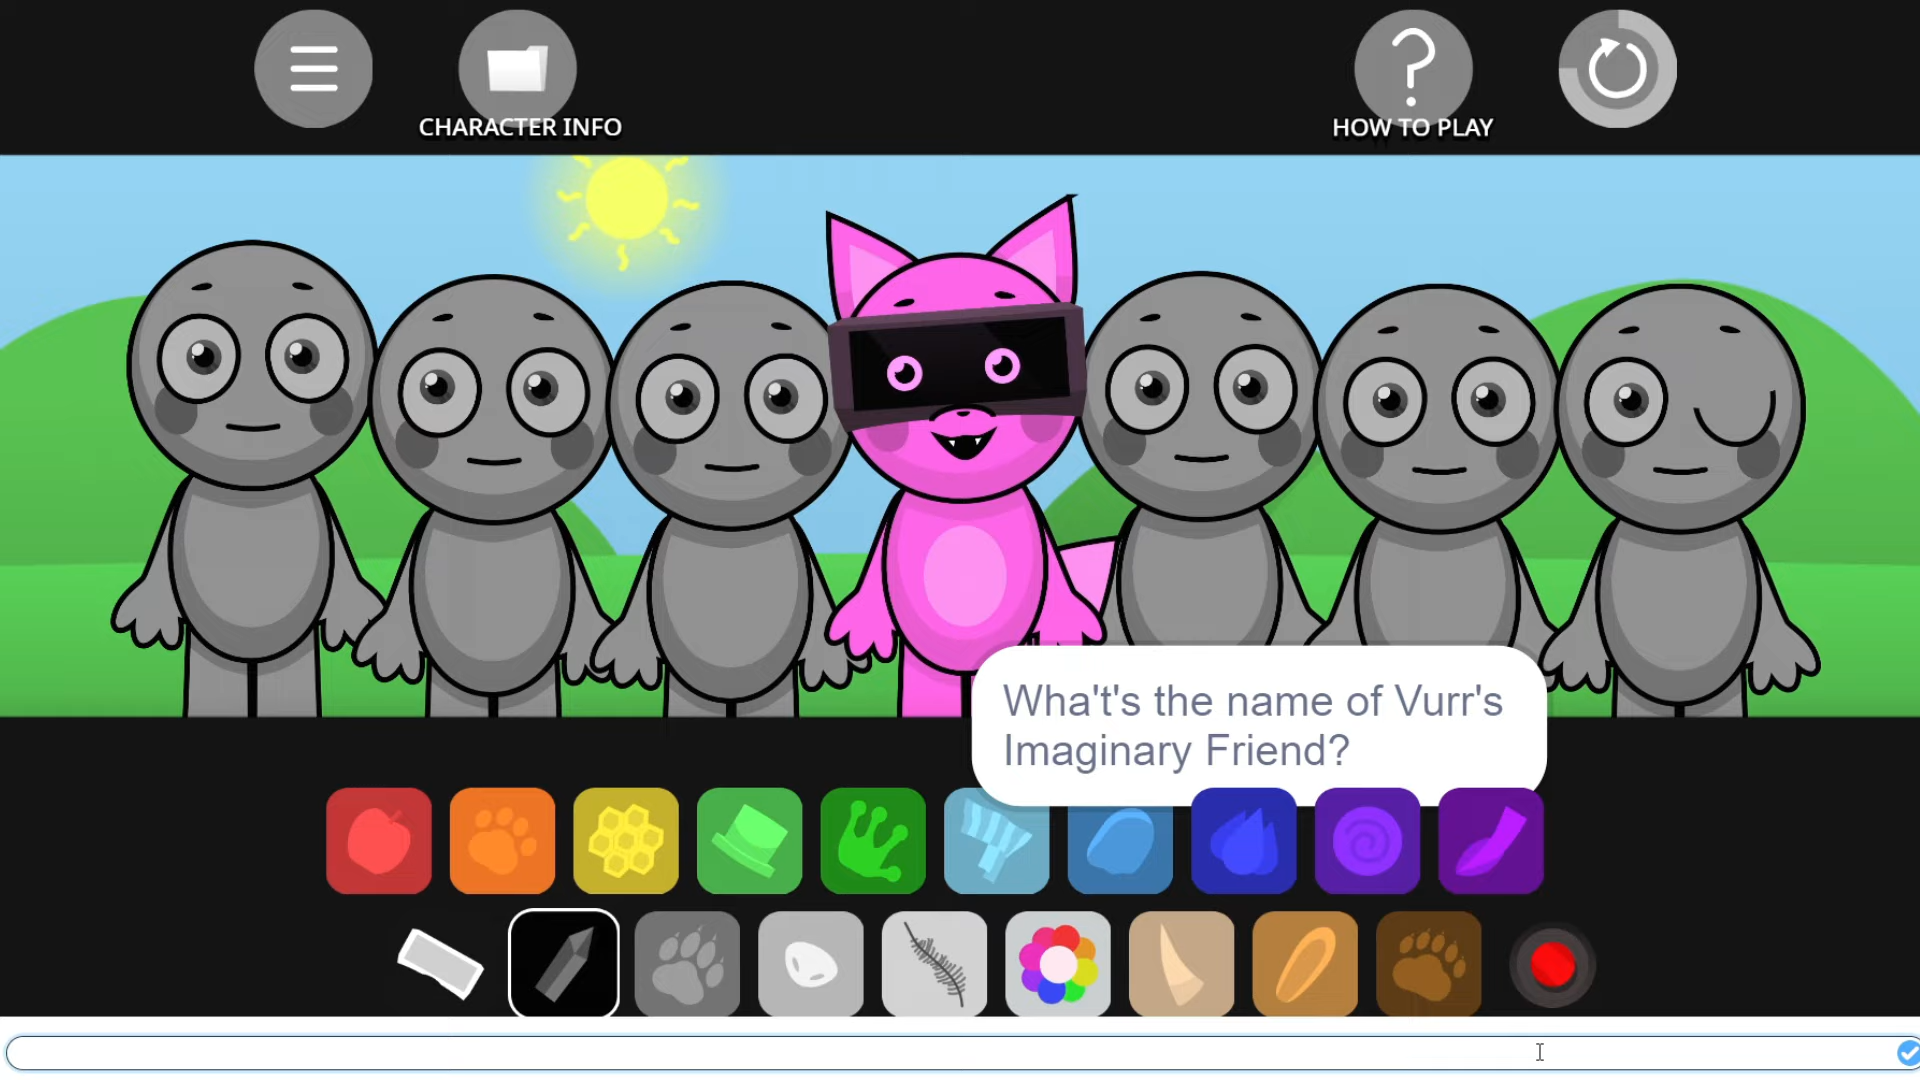 CHARACTER INFO
HOW TO PLAY
What't's the name of Vurr's
Imaginary Friend?